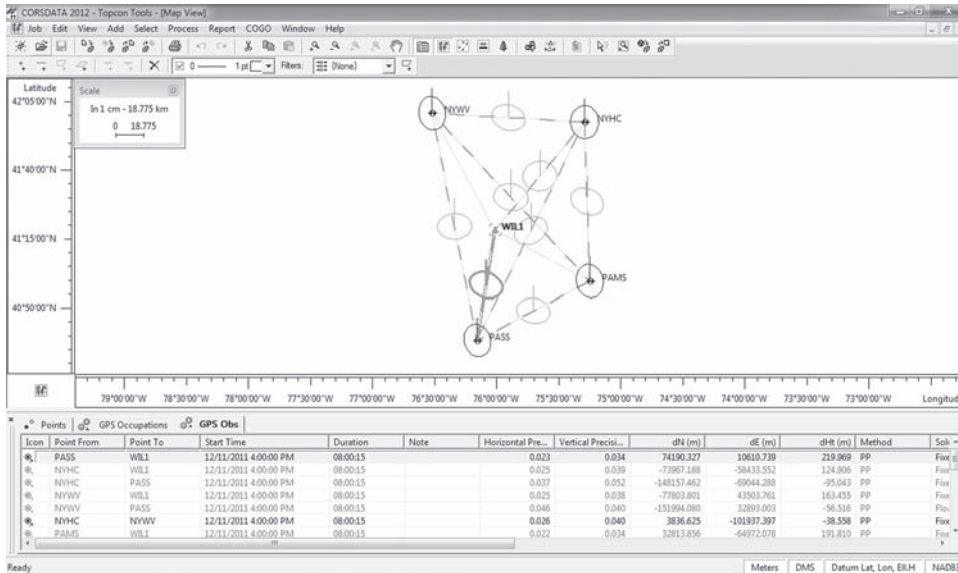 CORSDATA 2012 - Topcon Tools - [Map View]
Job Edit View Add Select Process Report COGO Window Help
0 1 pt Filters: (None)
Latitude
42°05'00"N
41°40'00"N
41°15'00"N
40°50'00"N
Scale
In 1 cm - 18.775 km
0 18.775
NYWV
NYHC
WIL1
PAMS
PASS
79°00'00"W 78°30'00"W 78°00'00"W 77°30'00"W 77°00'00"W 76°30'00"W 76°00'00"W 75°30'00"W 75°00'00"W 74°30'00"W 74°00'00"W 73°30'00"W 73°00'00"W Longitud
Points GPS Occupations GPS Obs
Icon Point From Point To Start Time Duration Note Horizontal Pre... Vertical Precisi... dN (m) dE (m) dHt (m) Method
PASS WIL1 12/11/2011 4:00:00 PM 08:00:15 0.023 0.034 74190.327 10610.739 219.969 PP Fixe
NYHC WIL1 12/11/2011 4:00:00 PM 08:00:15 0.025 0.039 -73967.188 -58433.552 124.906 PP Fixe
NYHC PASS 12/11/2011 4:00:00 PM 08:00:15 0.037 0.052 -148157.462 -69044.288 -95.043 PP Fixe
NYWV WIL1 12/11/2011 4:00:00 PM 08:00:15 0.025 0.038 -77803.801 43503.761 163.455 PP Fixe
NYWV PASS 12/11/2011 4:00:00 PM 08:00:15 0.046 0.040 -151994.080 32893.003 -56.516 PP Flo
NYHC NYWV 12/11/2011 4:00:00 PM 08:00:15 0.026 0.040 3836.625 -101937.397 -38.558 PP Fixe
PAMS WIL1 12/11/2011 4:00:00 PM 08:00:15 0.022 0.034 32813.856 -64972.078 191.810 PP Fixe
Ready Meters DMS Datum Lat, Lon, Ell.H NAD83